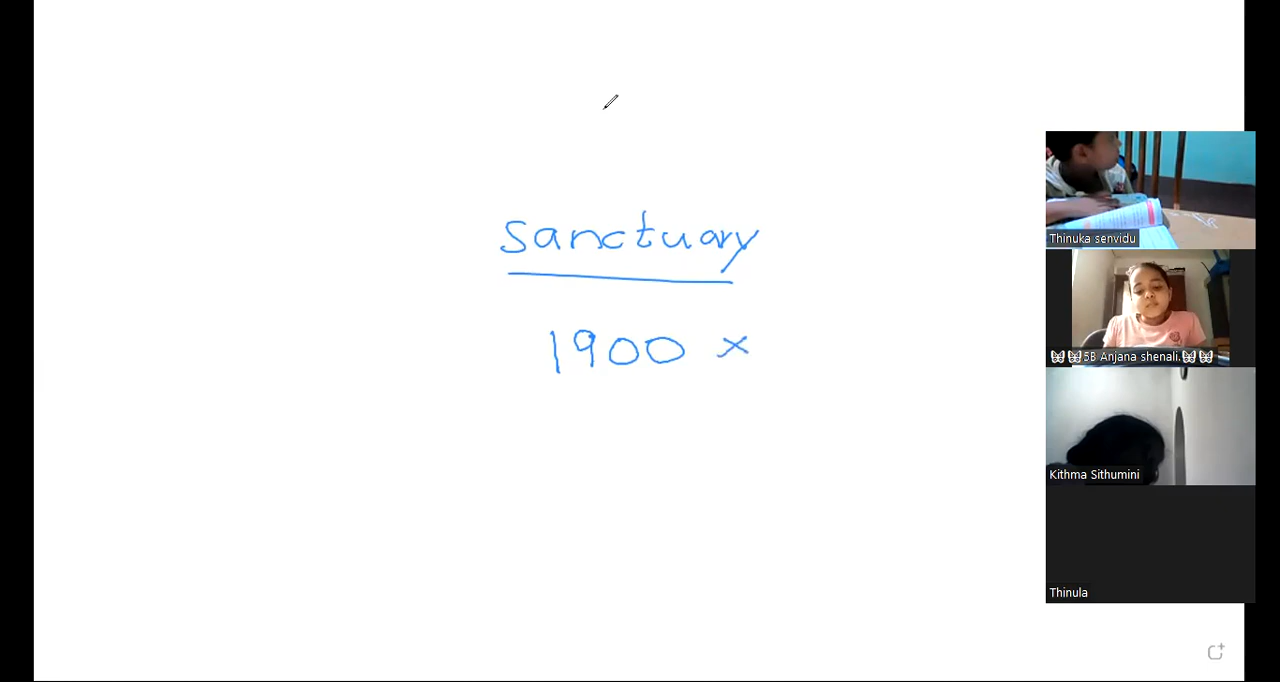 sanctuary
1900 ×
Thinuka senvidu
5B Anjana shenali.
Kithma Sithumini
Thinula